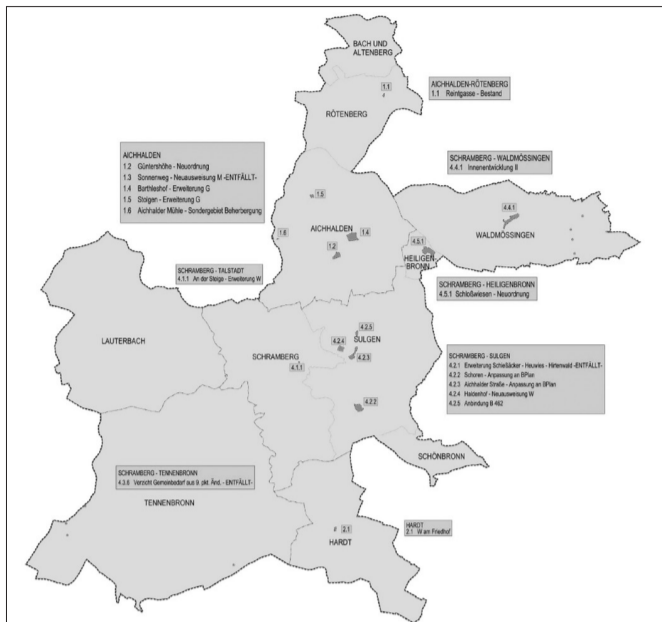 BACH UND
ALTENBERG
1.1
RÖTENBERG
AICHHALDEN-RÖTENBERG
1.1 Reintgasse - Bestand
AICHHALDEN
1.2 Güntershöhe - Neuordnung
1.3 Sonnenweg - Neuausweisung M -ENTFÄLLT-
1.4 Barthleshof - Erweiterung G
1.5 Stoigen - Erweiterung G
1.6 Aichhalder Mühle - Sondergebiet Beherbergung
SCHRAMBERG - WALDMÖSSINGEN
4.4.1 Innenentwicklung II
1.5
4.4.1
1.6
AICHHALDEN
1.4
1.2
WALDMÖSSINGEN
4.5.1
HEILIGEN-
BRONN
SCHRAMBERG - TALSTADT
4.1.1 An der Steige - Erweiterung W
SCHRAMBERG - HEILIGENBRONN
4.5.1 Schloßwiesen - Neuordnung
LAUTERBACH
4.2.5
SULGEN
4.2.4
4.2.3
SCHRAMBERG
4.1.1
4.2.2
SCHRAMBERG - SULGEN
4.2.1 Erweiterung Schießäcker - Heuwies - Hirtenwald -ENTFÄLLT-
4.2.2 Schoren - Anpassung an BPlan
4.2.3 Aichhalder Straße - Anpassung an BPlan
4.2.4 Haldenhof - Neuausweisung W
4.2.5 Anbindung B 462
SCHÖNBRONN
SCHRAMBERG - TENNENBRONN
4.3.6 Verzicht Gemeinbedarf aus 9. pkt. Änd. - ENTFÄLLT-
TENNENBRONN
2.1
HARDT
HARDT
2.1 W am Friedhof